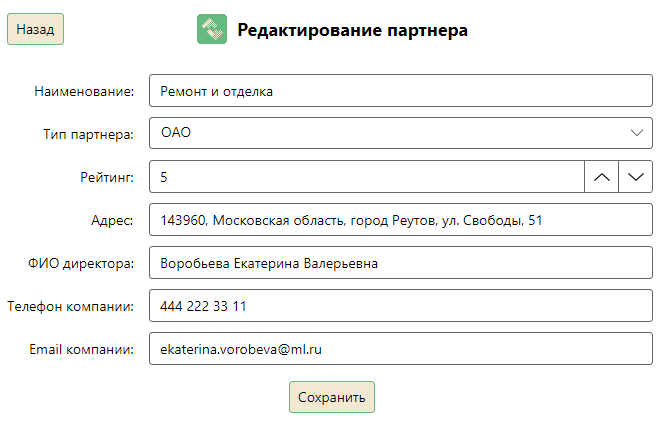 Назад
Редактирование партнера
Наименование: Ремонт и отделка
Тип партнера: ОАО
Рейтинг: 5
Адрес: 143960, Московская область, город Реутов, ул. Свободы, 51
ФИО директора: Воробьева Екатерина Валерьевна
Телефон компании: 444 222 33 11
Email компании: ekaterina.vorobeva@ml.ru
Сохранить